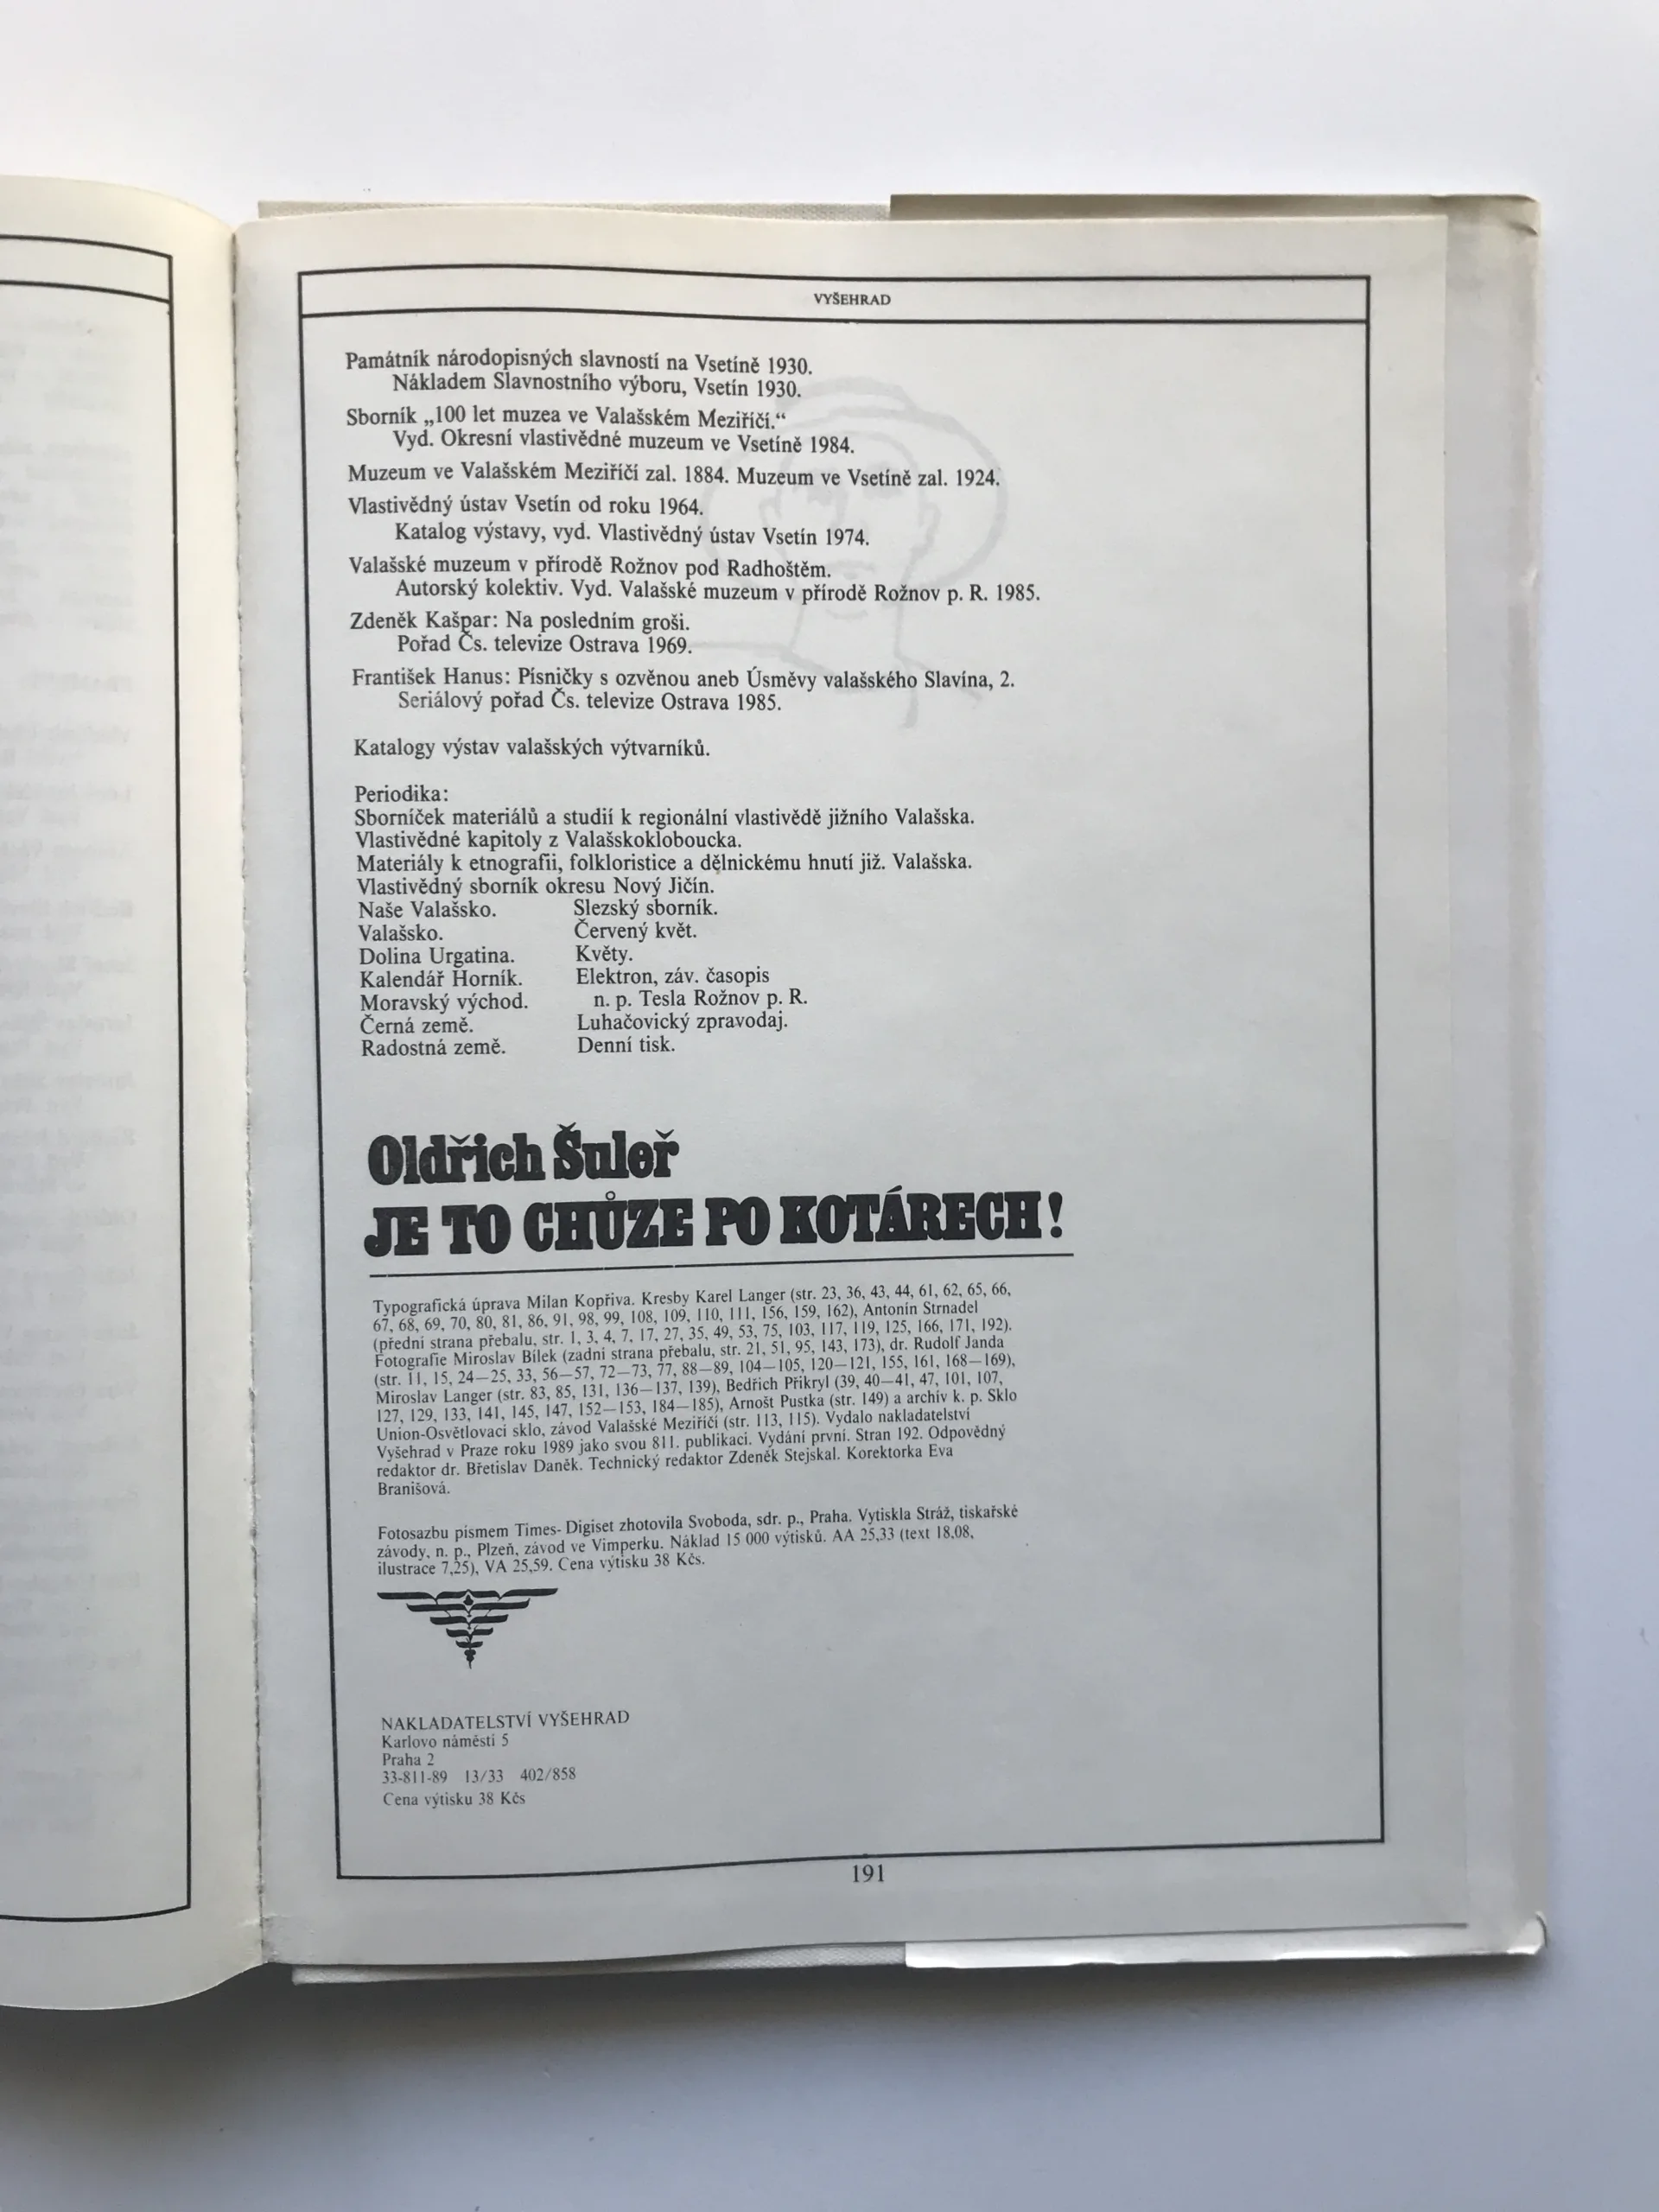 VYŠEHRAD
Památník národopisných slavností na Vsetíně 1930.
Nákladem Slavnostního výboru, Vsetín 1930.
Sborník „100 let muzea ve Valašském Meziříčí.“
Vyd. Okresní vlastivědné muzeum ve Vsetíně 1984.
Muzeum ve Valašském Meziříčí zal. 1884. Muzeum ve Vsetíně zal. 1924.
Vlastivědný ústav Vsetín od roku 1964.
Katalog výstavy, vyd. Vlastivědný ústav Vsetín 1974.
Valašské muzeum v přírodě Rožnov pod Radhoštěm.
Autorský kolektiv. Vyd. Valašské muzeum v přírodě Rožnov p. R. 1985.
Zdeněk Kašpar: Na posledním groši.
Pořad Čs. televize Ostrava 1969.
František Hanus: Písničky s ozvěnou aneb Úsměvy valašského Slavína, 2.
Seriálový pořad Čs. televize Ostrava 1985.
Katalogy výstav valašských výtvarníků.
Periodika:
Sborníček materiálů a studií k regionální vlastivědě jižního Valašska.
Vlastivědné kapitoly z Valašskokloboucka.
Materiály k etnografii, folkloristice a dělnickému hnutí již. Valašska.
Vlastivědný sborník okresu Nový Jičín.
Naše Valašsko.
Valašsko.
Dolina Urgatina.
Kalendář Horník.
Moravský východ.
Černá země.
Radostná země.
Slezský sborník.
Červený květ.
Květy.
Elektron, záv. časopis
n. p. Tesla Rožnov p. R.
Luhačovický zpravodaj.
Denní tisk.
Oldřich Šuleř
JE TO CHŮZE PO KOTÁRECH!
Typografická úprava Milan Kopřiva. Kresby Karel Langer (str. 23, 36, 43, 44, 61, 62, 65, 66,
67, 68, 69, 70, 80, 81, 86, 91, 98, 99, 108, 109, 110, 111, 156, 159, 162), Antonín Strnadel
(přední strana přebalu, str. 1, 3, 4, 7, 17, 27, 35, 49, 53, 75, 103, 117, 119, 125, 166, 171, 192).
Fotografie Miroslav Bílek (zadní strana přebalu, str. 21, 51, 95, 143, 173), dr. Rudolf Janda
(str. 11, 15, 24—25, 33, 56—57, 72—73, 77, 88—89, 104—105, 120—121, 155, 161, 168—169),
Miroslav Langer (str. 83, 85, 131, 136—137, 139), Bedřich Přikryl (39, 40—41, 47, 101, 107,
127, 129, 133, 141, 145, 147, 152—153, 184—185), Arnošt Pustka (str. 149) a archív k. p. Sklo
Union-Osvětlovací sklo, závod Valašské Meziříčí (str. 113, 115). Vydalo nakladatelství
Vyšehrad v Praze roku 1989 jako svou 811. publikaci. Vydání první. Stran 192. Odpovědný
redaktor dr. Břetislav Daněk. Technický redaktor Zdeněk Stejskal. Korektorka Eva
Branišová.
Fotosazbu písmem Times- Digiset zhotovila Svoboda, sdr. p., Praha. Vytiskla Stráž, tiskařské
závody, n. p., Plzeň, závod ve Vimperku. Náklad 15 000 výtisků. AA 25,33 (text 18,08,
ilustrace 7,25), VA 25,59. Cena výtisku 38 Kčs.
NAKLADATELSTVÍ VYŠEHRAD
Karlovo náměstí 5
Praha 2
33-811-89 13/33 402/858
Cena výtisku 38 Kčs
191